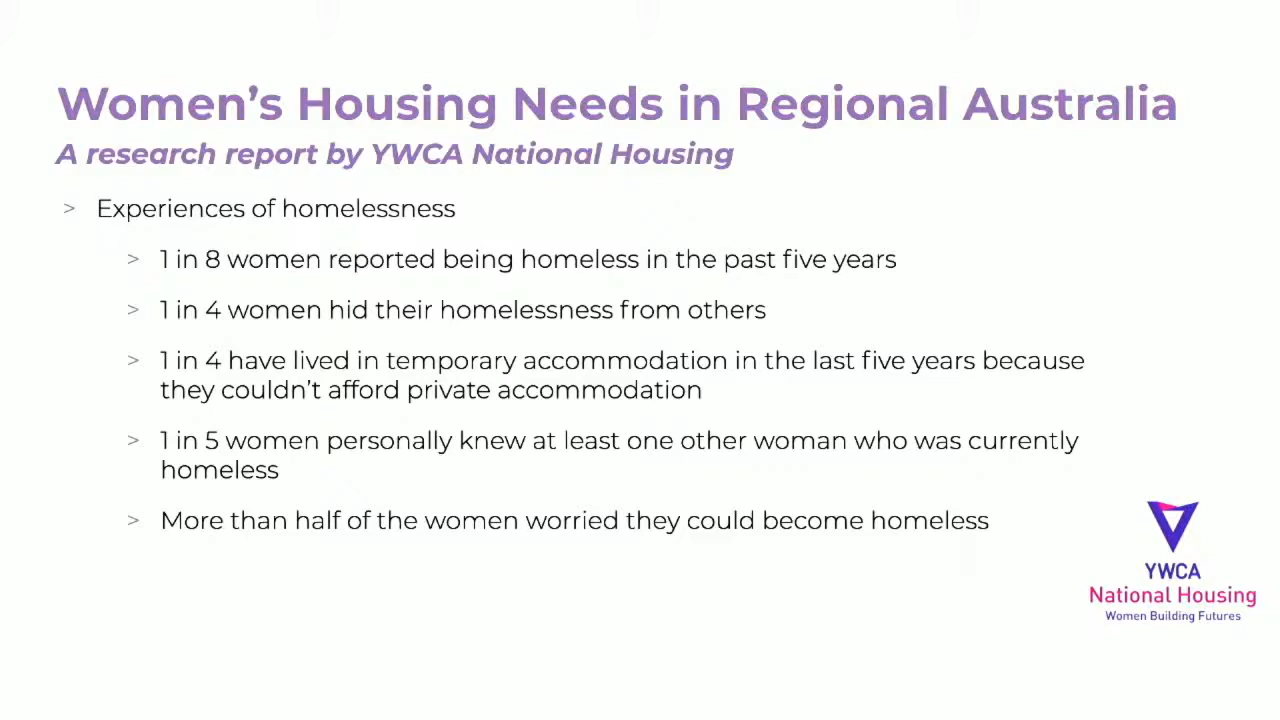 Women's Housing Needs in Regional Australia
A research report by YWCA National Housing
> Experiences of homelessness
> 1 in 8 women reported being homeless in the past five years
> 1 in 4 women hid their homelessness from others
> 1 in 4 have lived in temporary accommodation in the last five years because
they couldn't afford private accommodation
> 1 in 5 women personally knew at least one other woman who was currently
homeless
> More than half of the women worried they could become homeless
YWCA
National Housing
Women Building Futures